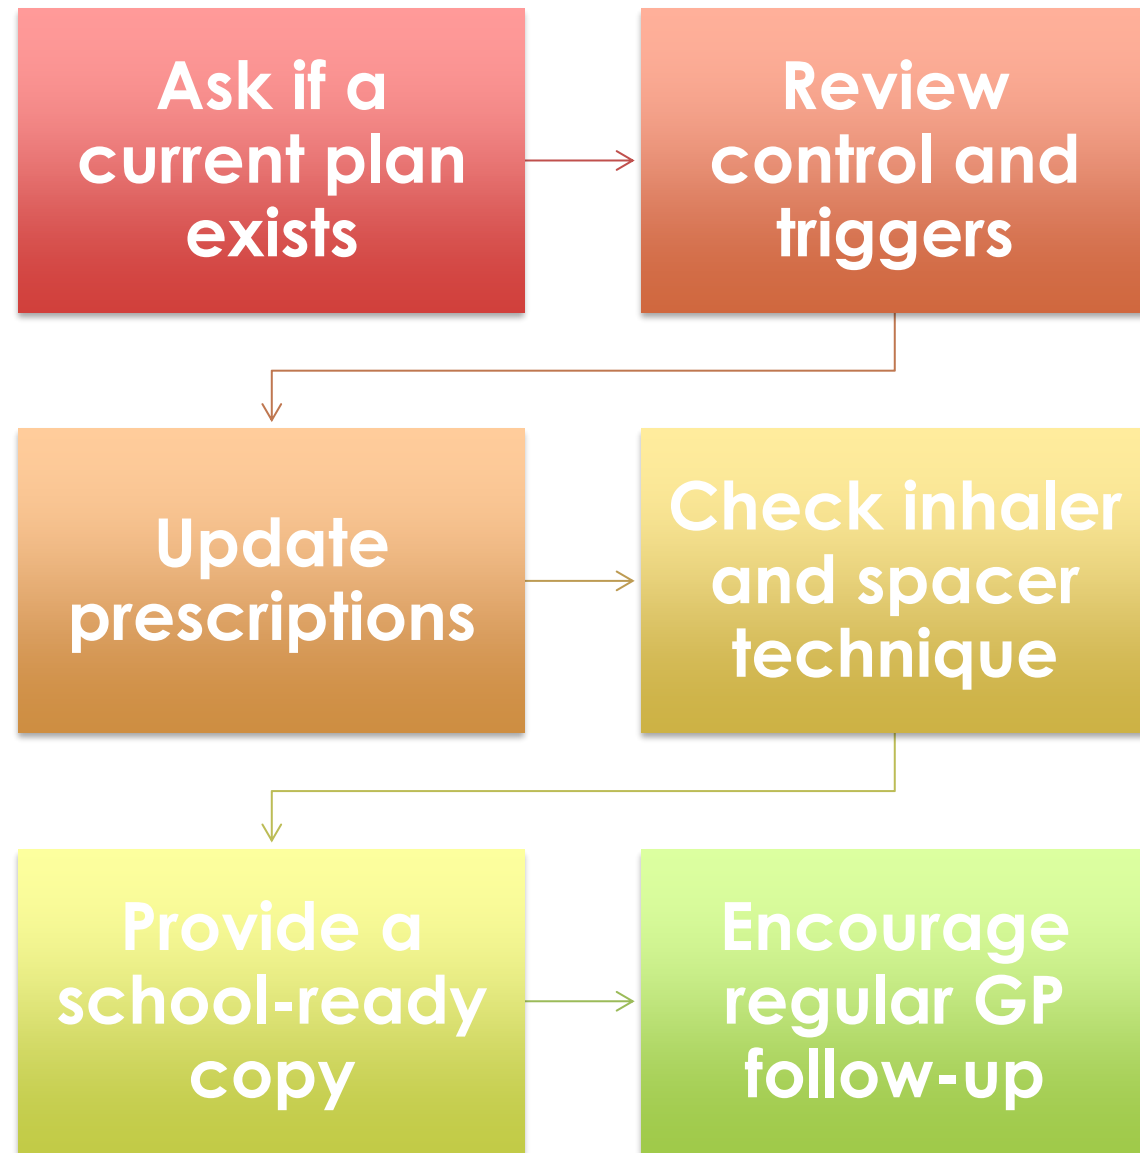 Ask if a
current plan
exists
Review
control and
triggers
Update
prescriptions
Check inhaler
and spacer
technique
Provide a
school-ready
copy
Encourage
regular GP
follow-up